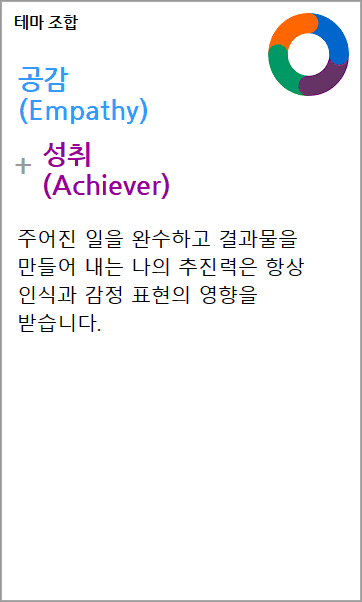 테마 조합
공감
(Empathy)
+ 성취
(Achiever)
주어진 일을 완수하고 결과물을
만들어 내는 나의 추진력은 항상
인식과 감정 표현의 영향을
받습니다.